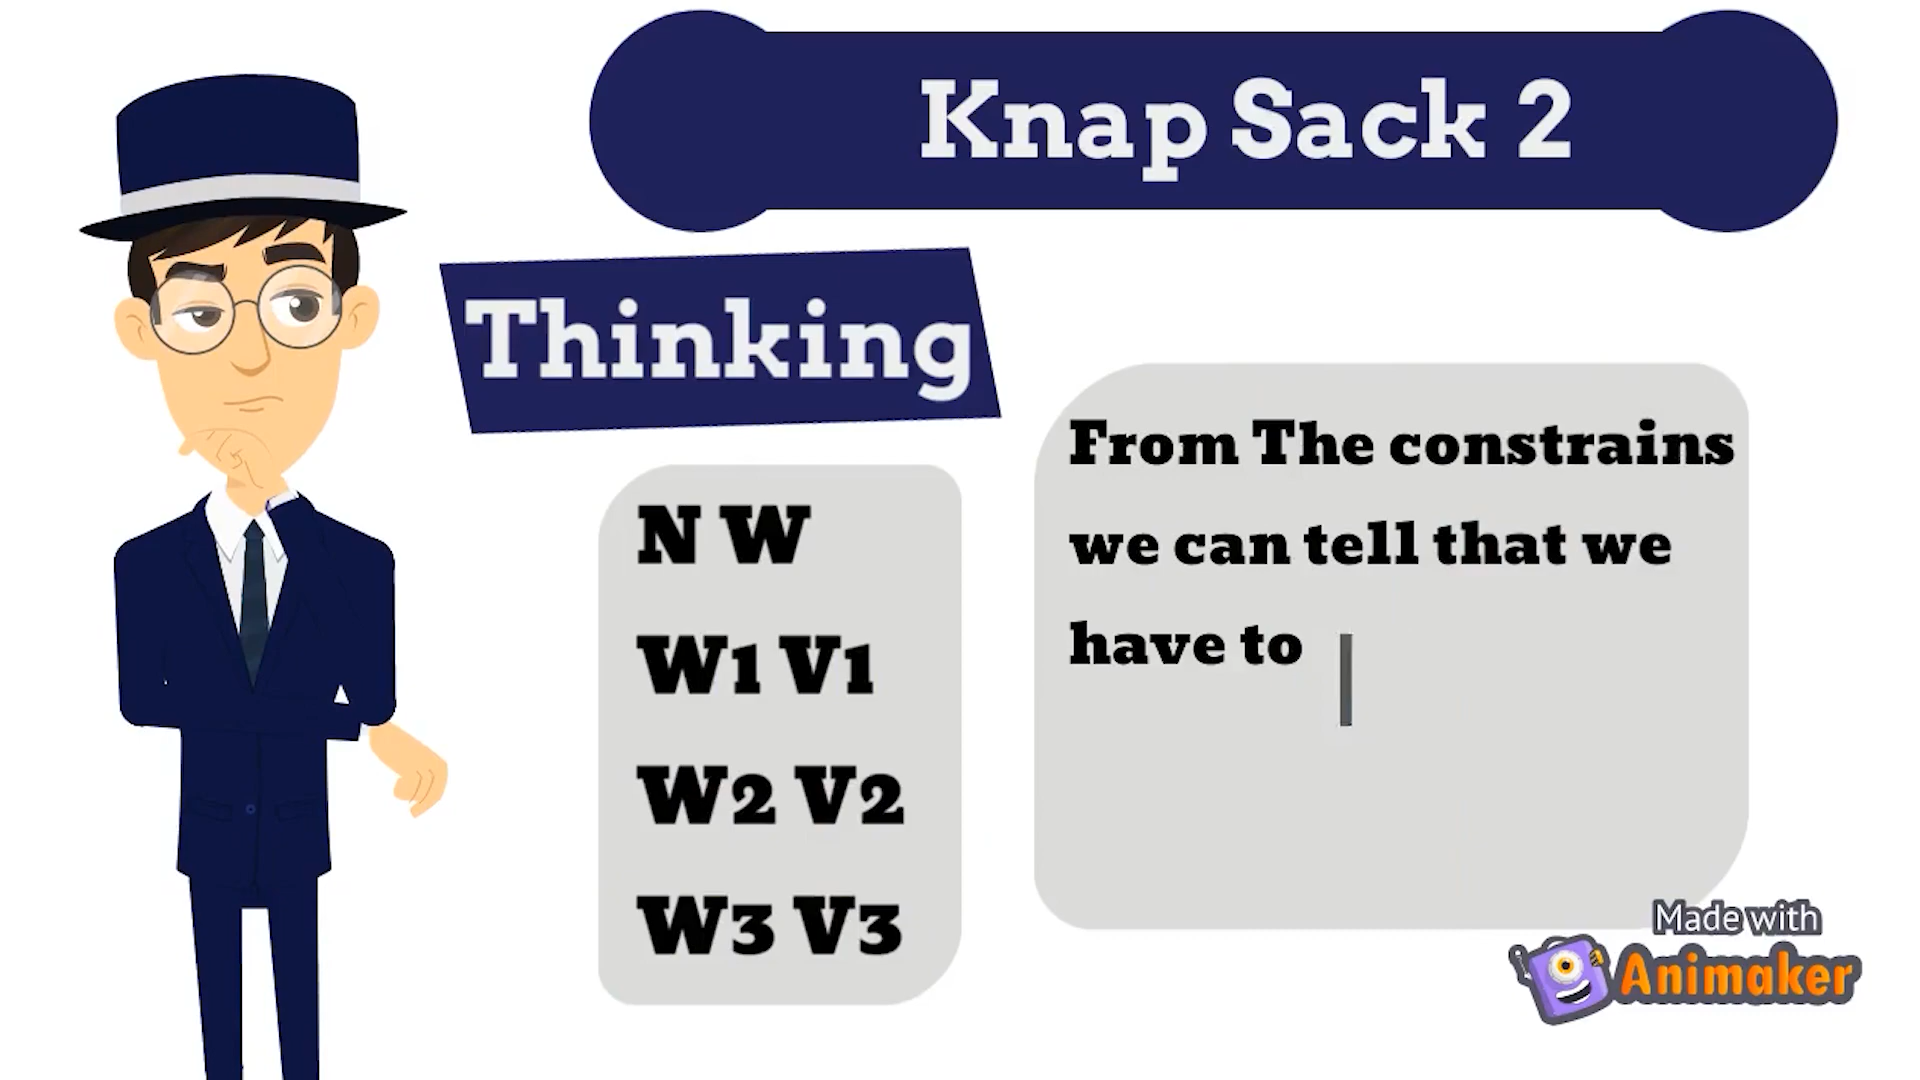 Knap Sack 2
Thinking
N W
W1 V1
W2 V2
W3 V3
From The constrains
we can tell that we
have to
Made with
Animaker